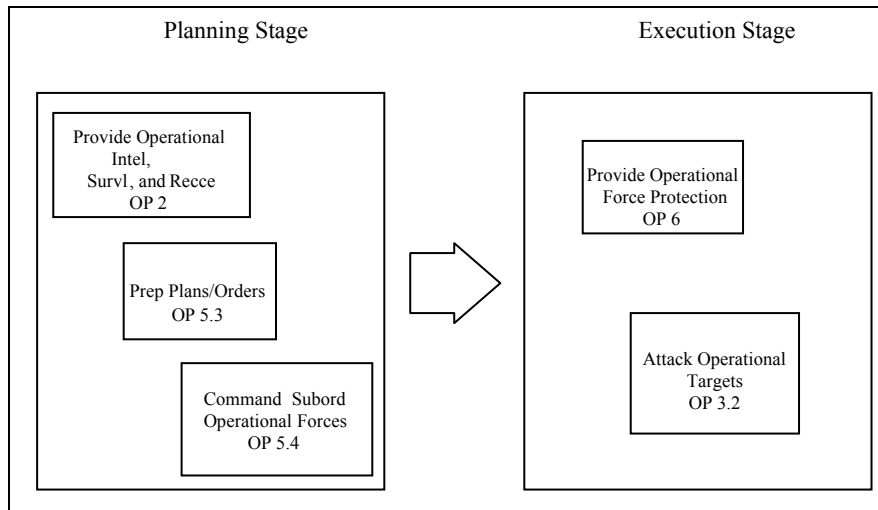 Planning Stage
Execution Stage
Provide Operational
Intel,
Survl, and Recce
OP 2
Prep Plans/Orders
OP 5.3
Command Subord
Operational Forces
OP 5.4
Provide Operational
Force Protection
OP 6
Attack Operational
Targets
OP 3.2